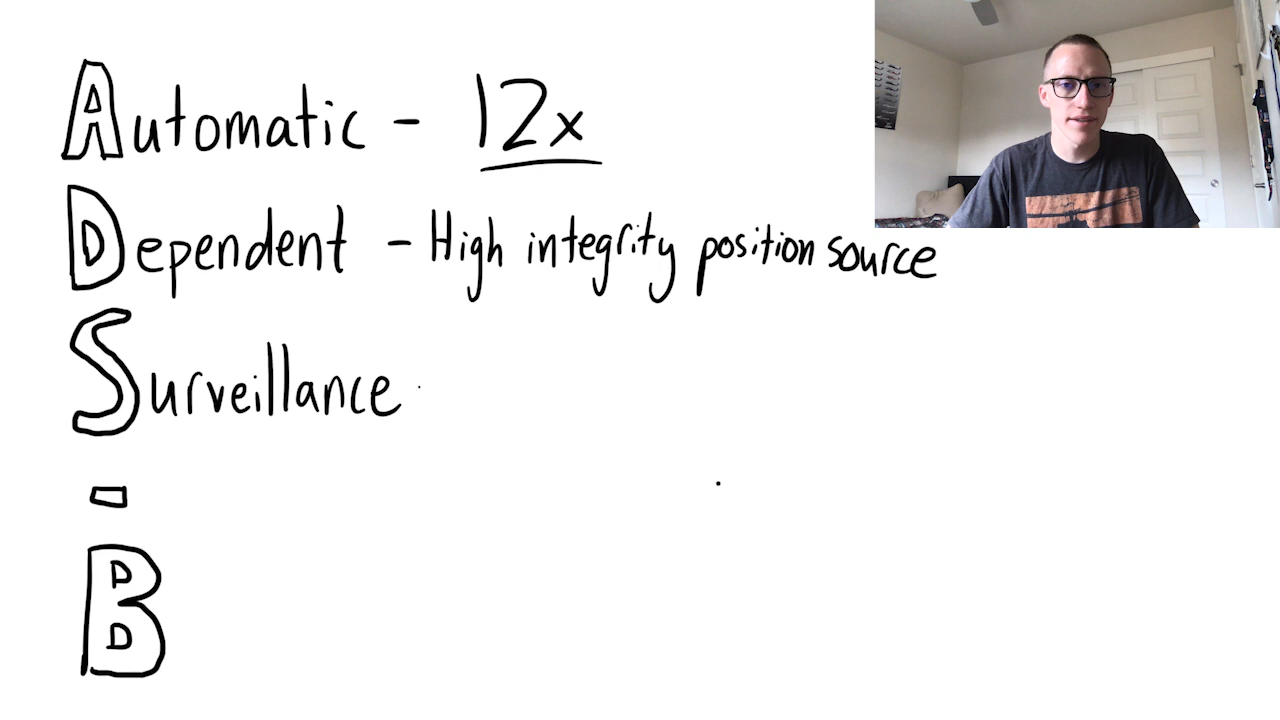 Automatic - 12x
Dependent - High integrity position source
Surveillance
-
B